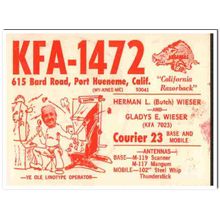 KFA-1472
615 Bard Road, Port Hueneme, Calif.
(WY-KNES-ME) 93041
"California
Razorback"
HERMAN L. (Butch) WIESER
AND
GLADYS E. WIESER
(KFA 7023)
Courier 23 BASE AND MOBILE
—ANTENNAS—
BASE—M-119 Scanner
M-117 Mangum
MOBILE—102" Steel Whip
Thunderstick
—YE OLE LINOTYPE OPERATOR—